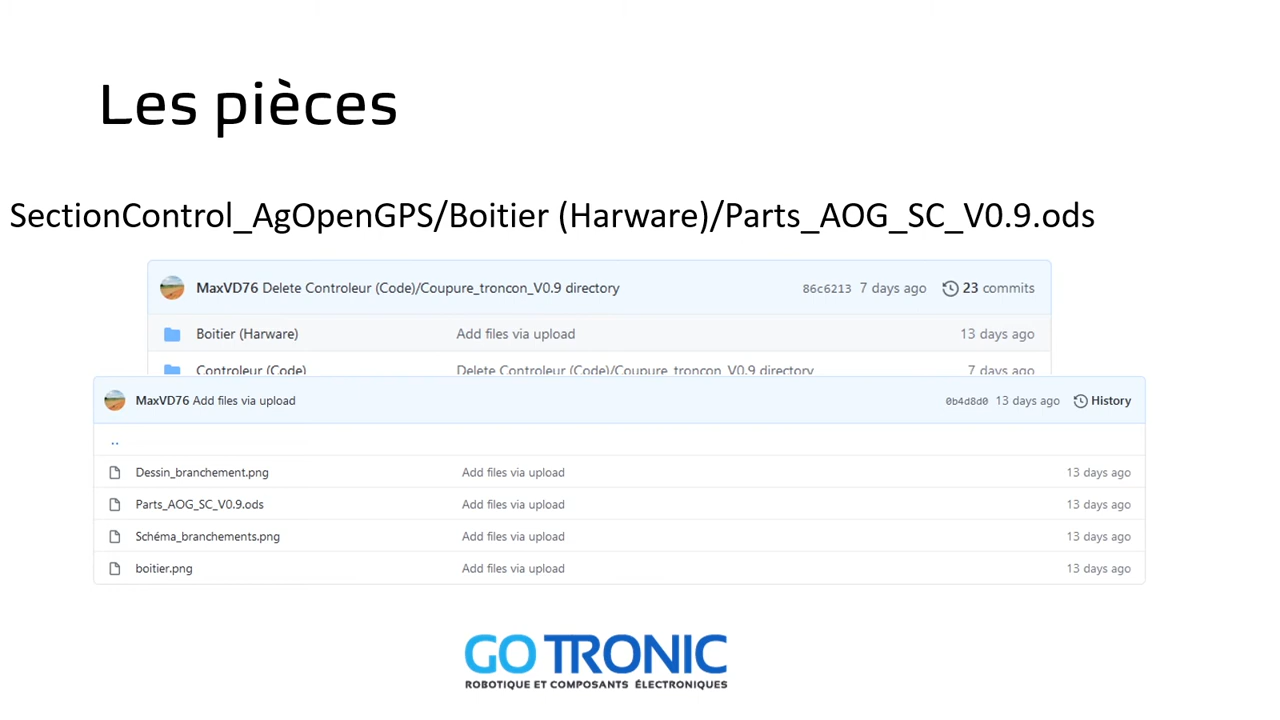 Les pièces
SectionControl_AgOpenGPS/Boitier (Harware)/Parts_AOG_SC_V0.9.ods
MaxVD76 Delete Controleur (Code)/Coupure_troncon_V0.9 directory 86c6213 7 days ago 23 commits
Boitier (Harware) Add files via upload 13 days ago
Controleur (Code) Delete Controleur (Code)/Coupure_troncon_V0.9 directory 7 days ago
MaxVD76 Add files via upload 0b4d8d0 13 days ago History
..
Dessin_branchement.png Add files via upload 13 days ago
Parts_AOG_SC_V0.9.ods Add files via upload 13 days ago
Schéma_branchements.png Add files via upload 13 days ago
boitier.png Add files via upload 13 days ago
GO TRONIC
ROBOTIQUE ET COMPOSANTS ÉLECTRONIQUES